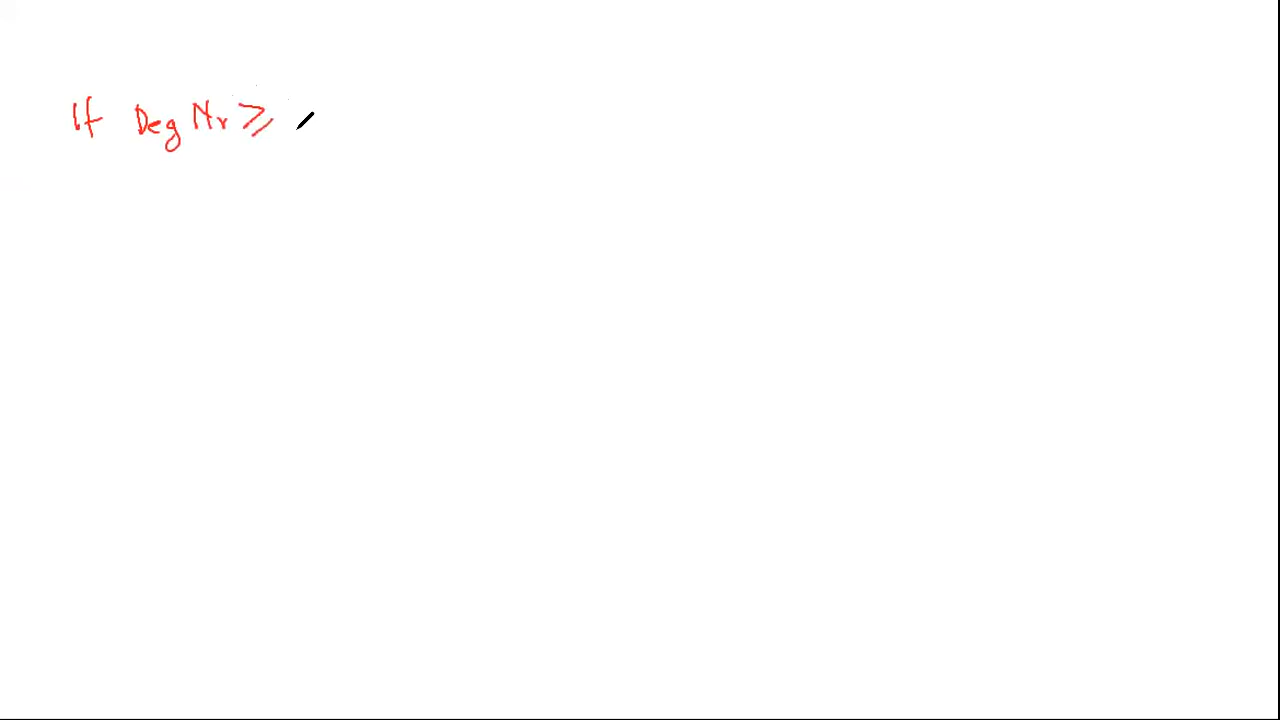 If Deg Nr ≥